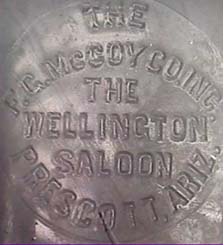 THE
F.G. McCOY CO INC.
THE
WELLINGTON
SALOON
PRESCOTT, ARIZ.